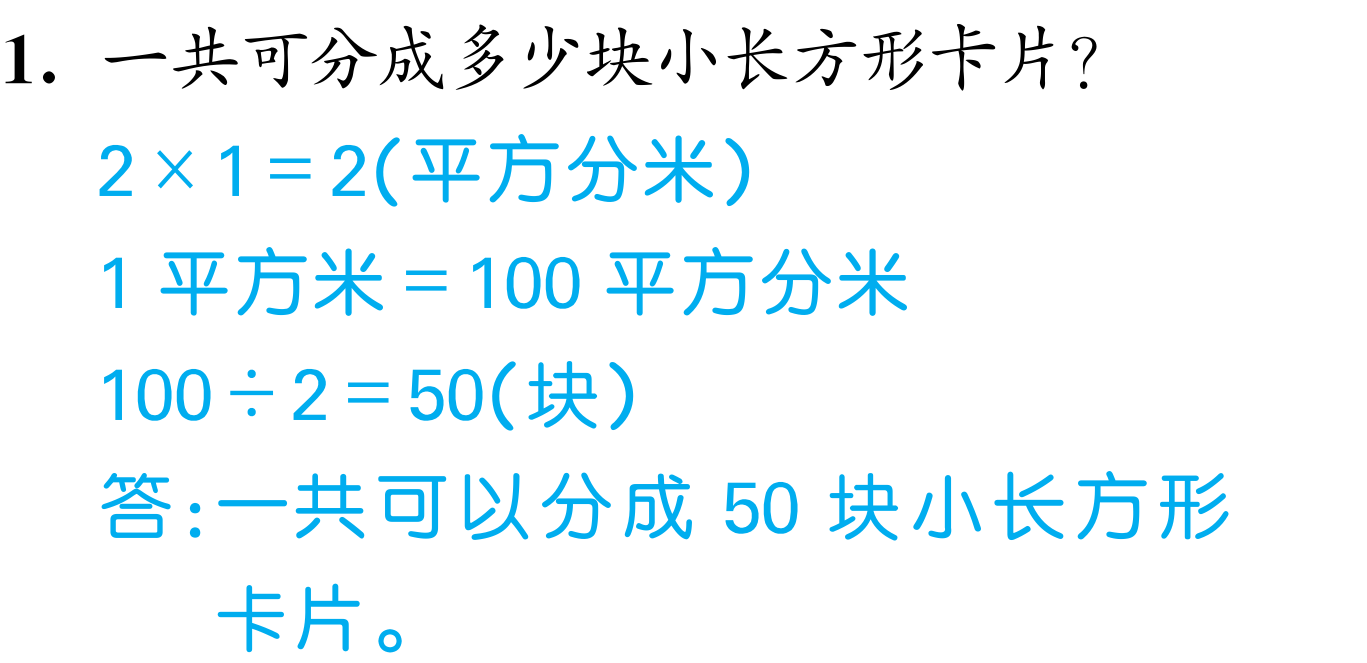 1. 一共可分成多少块小长方形卡片?
2×1=2(平方分米)
1 平方米=100 平方分米
100÷2=50(块)
答:一共可以分成 50 块小长方形
卡片。